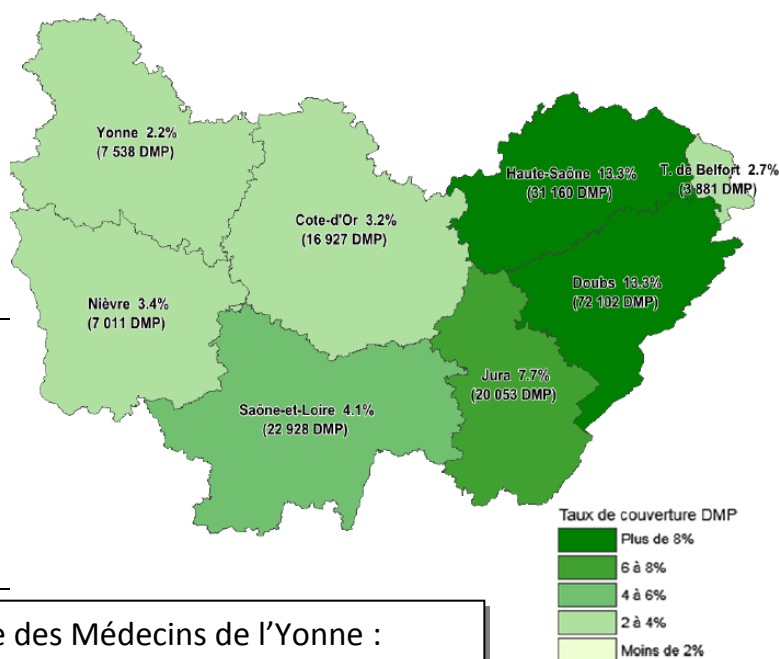 Yonne 2.2%
(7 538 DMP)
Haute-Saône 13.3%
(31 160 DMP)
T. de Belfort 2.7%
(3 881 DMP)
Cote-d'Or 3.2%
(16 927 DMP)
Doubs 13.3%
(72 102 DMP)
Nièvre 3.4%
(7 011 DMP)
Jura 7.7%
(20 053 DMP)
Saône-et-Loire 4.1%
(22 928 DMP)
Taux de couverture DMP
Plus de 8%
6 à 8%
4 à 6%
2 à 4%
Moins de 2%
des Médecins de l'Yonne :